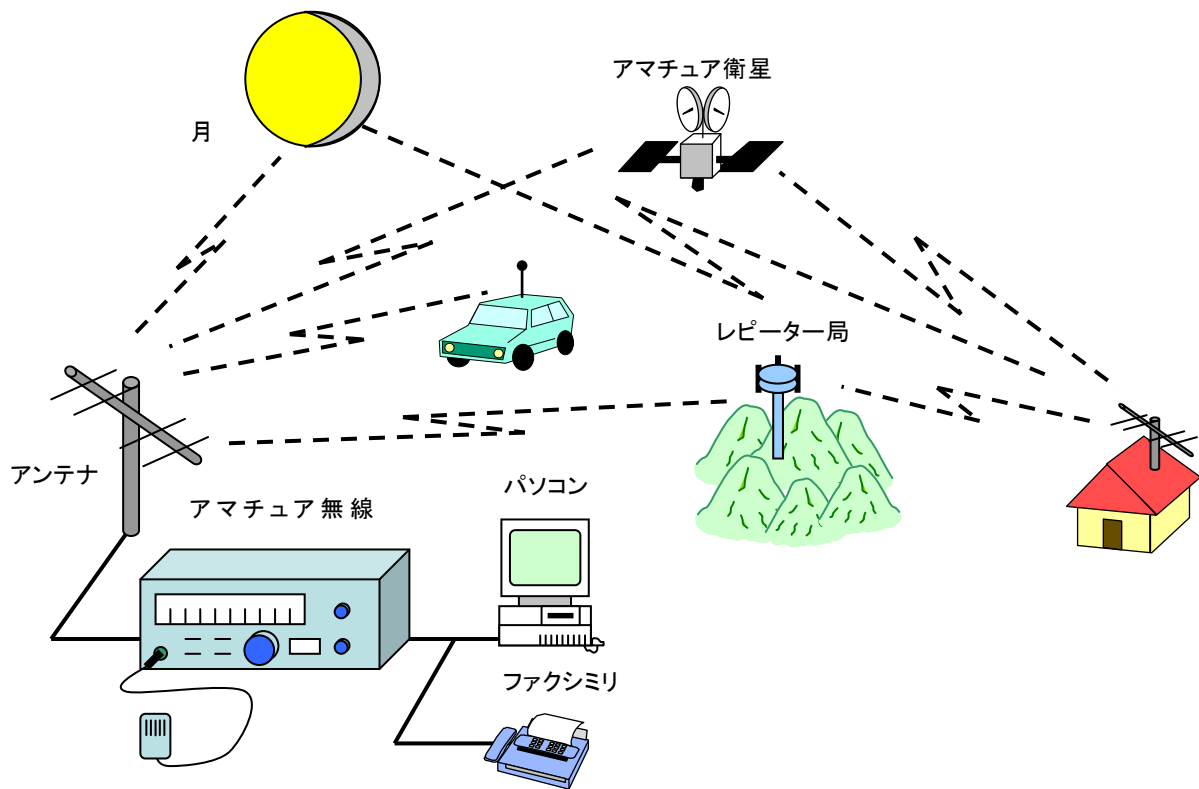 アマチュア衛星
月
レピーター局
アンテナ
パソコン
アマチュア無線
ファクシミリ